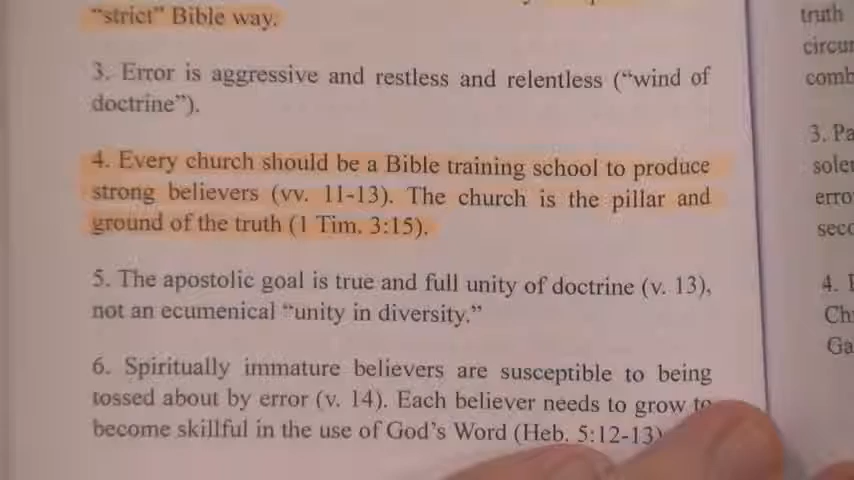 “strict” Bible way.
3. Error is aggressive and restless and relentless (“wind of
doctrine”).
4. Every church should be a Bible training school to produce
strong believers (vv. 11-13). The church is the pillar and
ground of the truth (1 Tim. 3:15).
5. The apostolic goal is true and full unity of doctrine (v. 13),
not an ecumenical “unity in diversity.”
6. Spiritually immature believers are susceptible to being
tossed about by error (v. 14). Each believer needs to grow to
become skillful in the use of God’s Word (Heb. 5:12-13)
truth
circum
comb
3. Pa
soler
erro
seco
4.
Ch
Ga